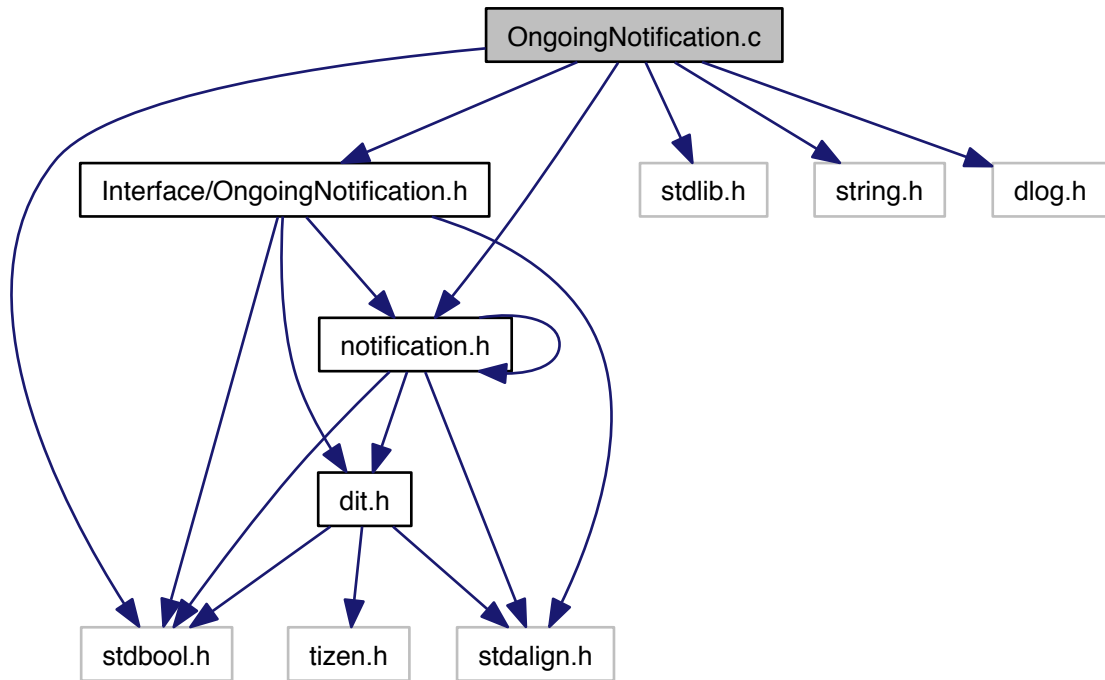 OngoingNotification.c
Interface/OngoingNotification.h
stdlib.h
string.h
dlog.h
notification.h
dit.h
stdbool.h
tizen.h
stdalign.h